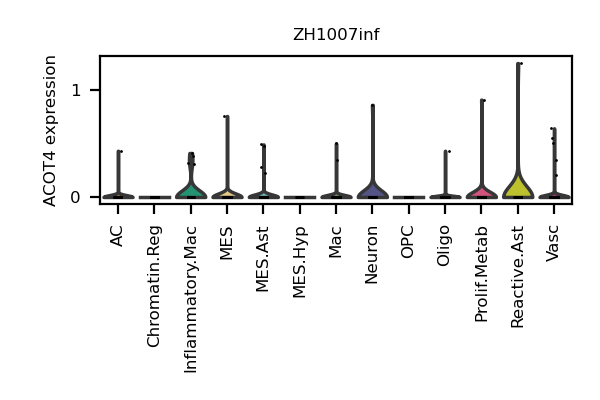 ZH1007inf
ACOT4 expression
1
0
AC
Chromatin.Reg
Inflammatory.Mac
MES
MES.Ast
MES.Hyp
Mac
Neuron
OPC
Oligo
Prolif.Metab
Reactive.Ast
Vasc